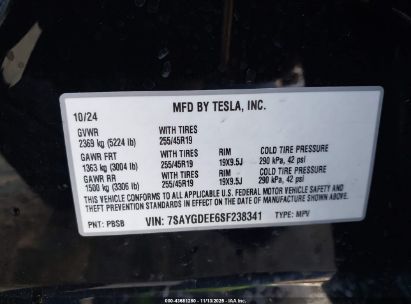 MFD BY TESLA, INC.
10/24
GVWR WITH TIRES
2369 kg (5224 lb) 255/45R19
GAWR FRT WITH TIRES RIM COLD TIRE PRESSURE
1363 kg (3004 lb) 255/45R19 19X9.5J 290 kPa, 42 psi
GAWR RR WITH TIRES RIM COLD TIRE PRESSURE
1500 kg (3306 lb) 255/45R19 19X9.5J 290 kPa, 42 psi
THIS VEHICLE CONFORMS TO ALL APPLICABLE U.S. FEDERAL MOTOR VEHICLE SAFETY AND
THEFT PREVENTION STANDARDS IN EFFECT ON THE DATE OF MANUFACTURE SHOWN ABOVE.
PNT: PBSB VIN: 7SAYGDEE6SF238341 TYPE: MPV